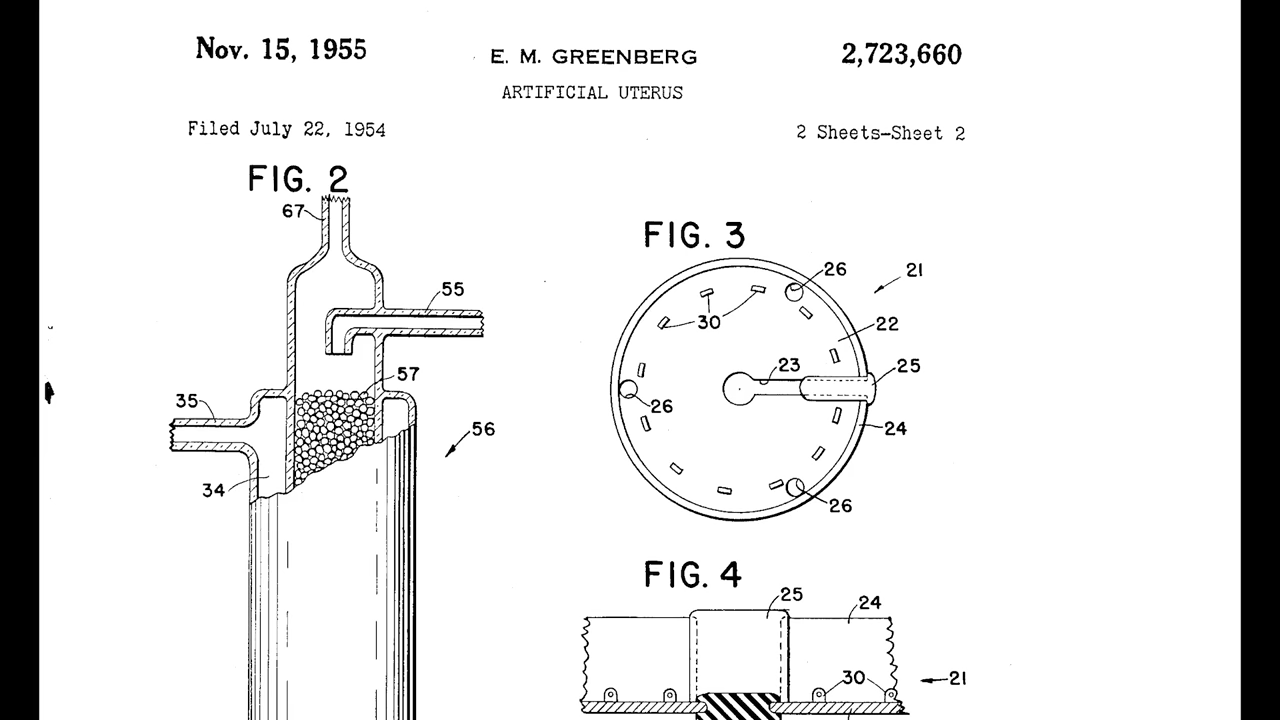 Nov. 15, 1955
E. M. GREENBERG
2,723,660
ARTIFICIAL UTERUS
Filed July 22, 1954
2 Sheets-Sheet 2
FIG. 2
67
55
57
35
56
34
FIG. 3
26
21
30
22
23
25
26
24
26
FIG. 4
25
24
30
21